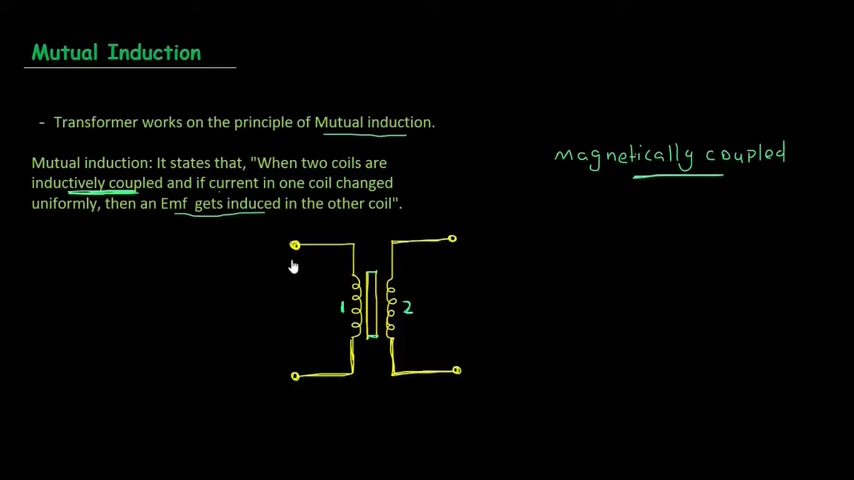 Mutual Induction
- Transformer works on the principle of Mutual induction.
magnetically coupled
Mutual induction: It states that, "When two coils are
inductively coupled and if current in one coil changed
uniformly, then an Emf gets induced in the other coil".
1 2